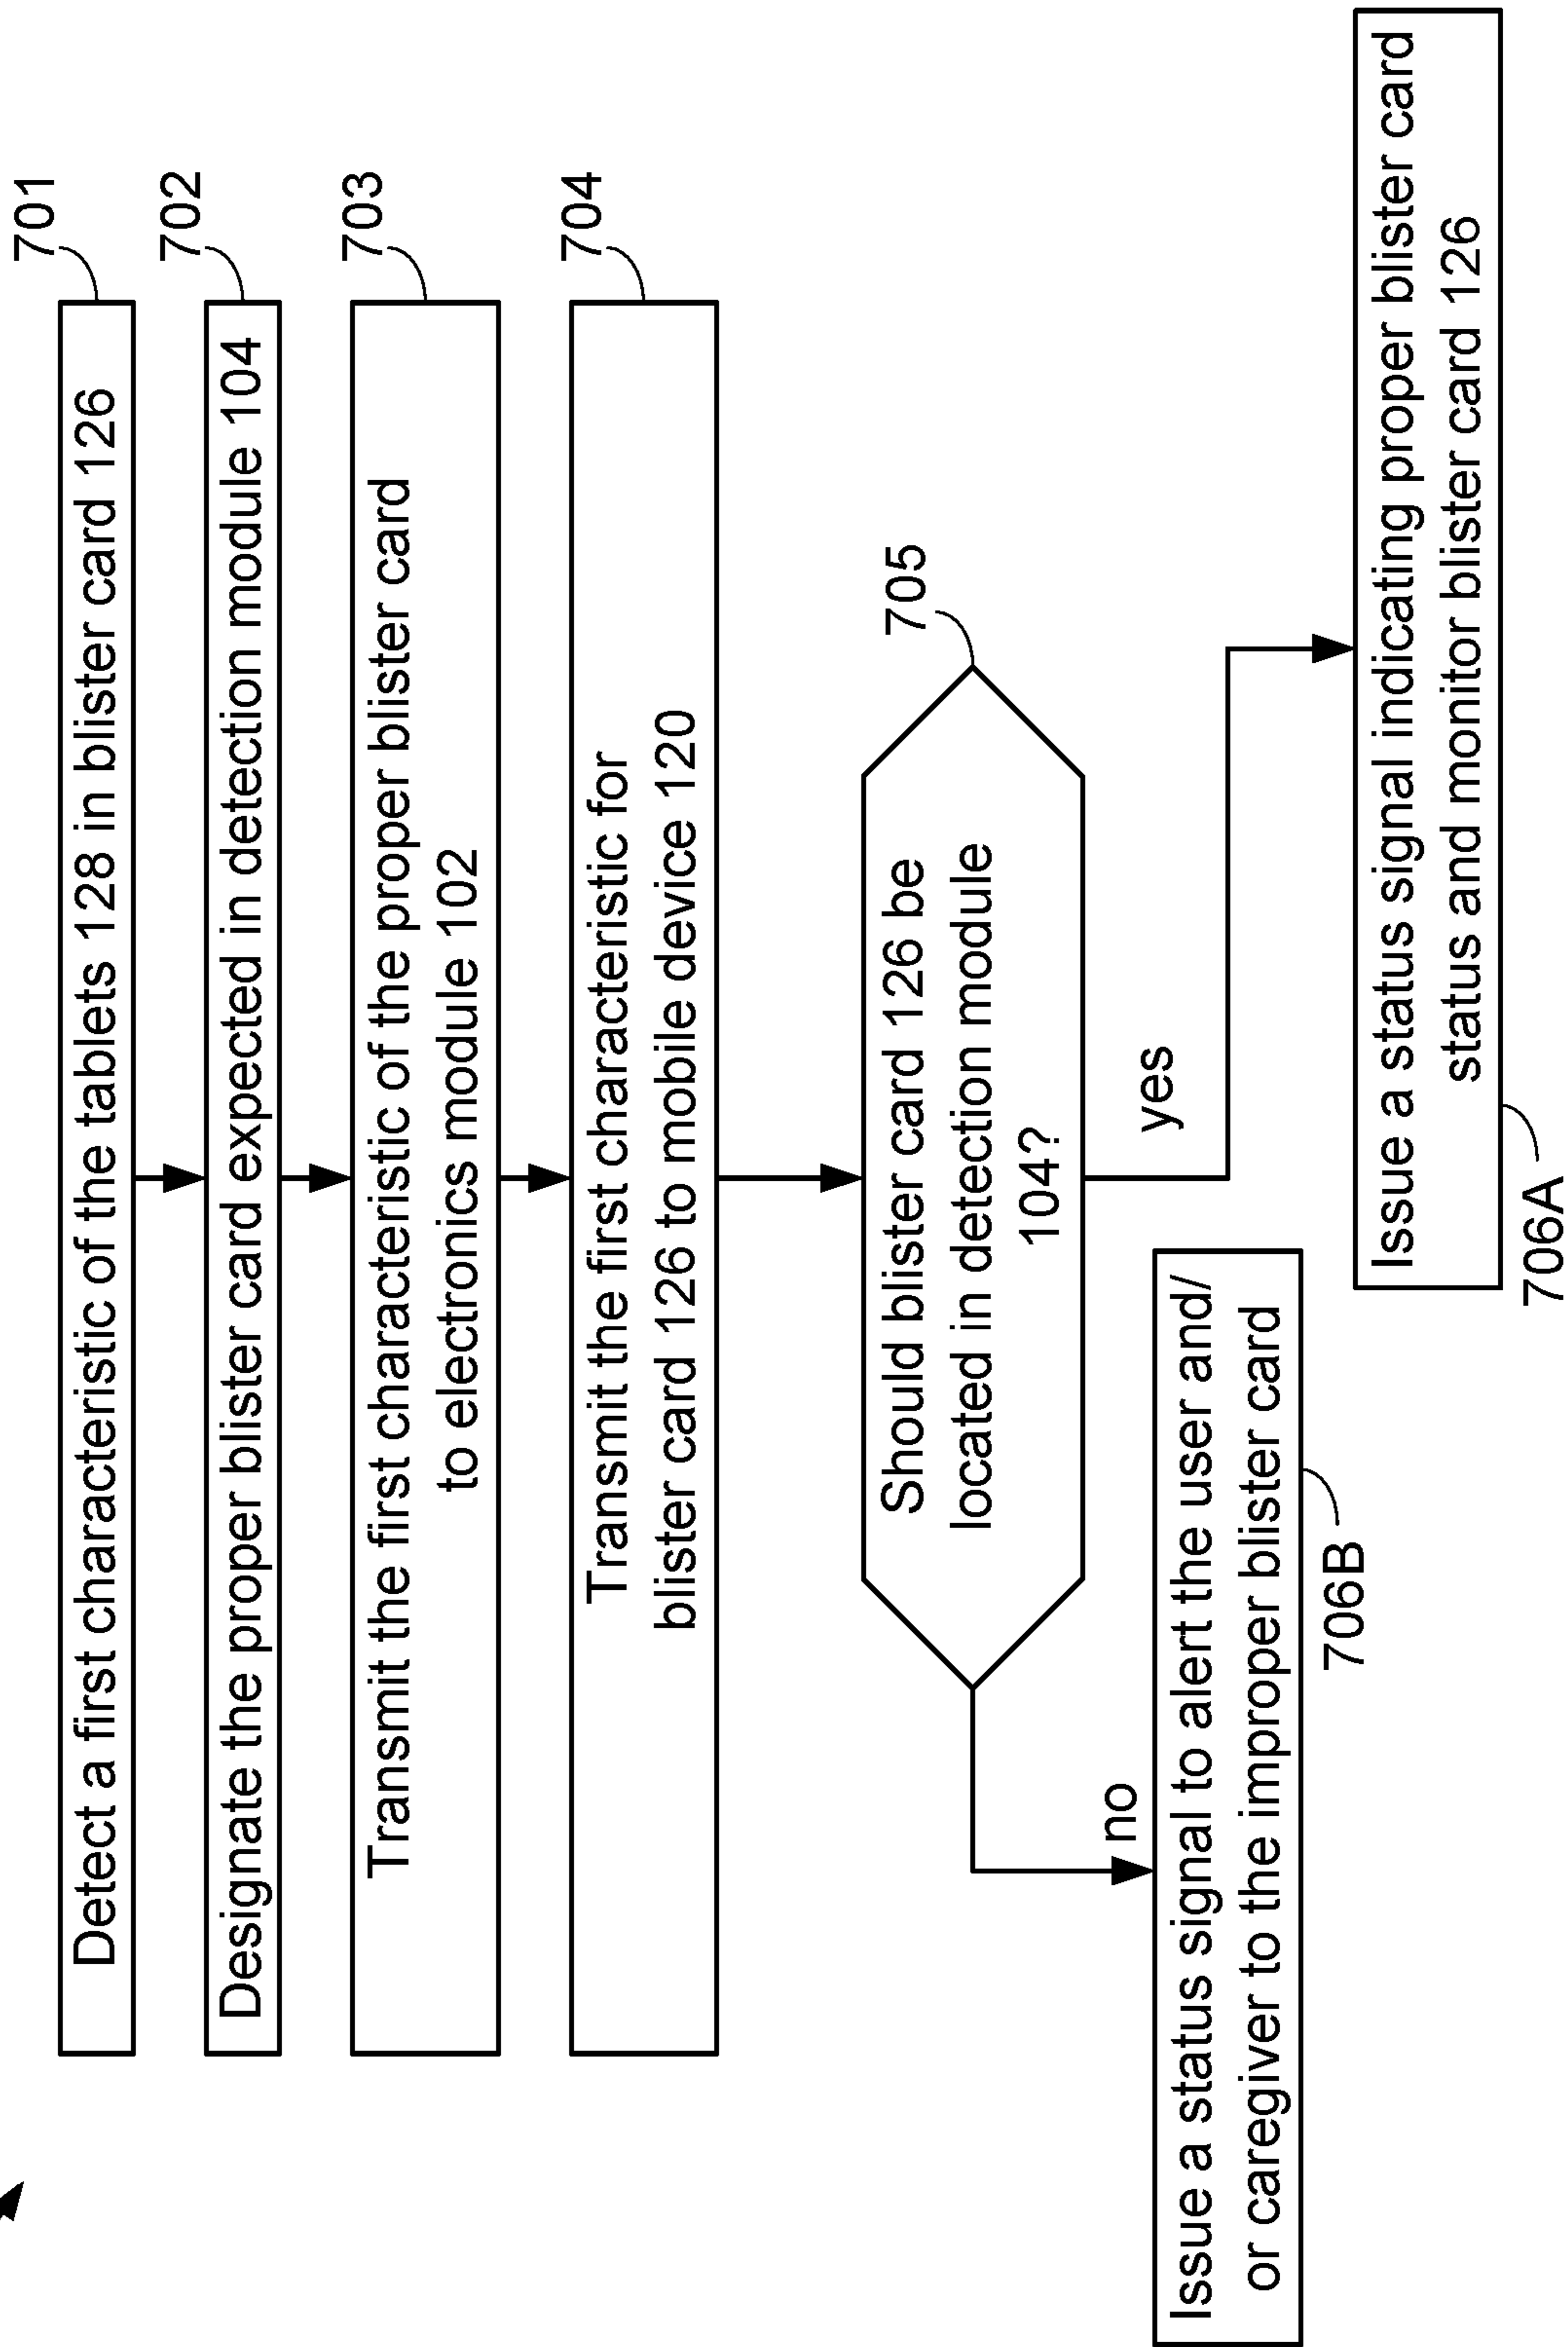 701
Detect a first characteristic of the tablets 128 in blister card 126
702
Designate the proper blister card expected in detection module 104
703
Transmit the first characteristic of the proper blister card
to electronics module 102
704
Transmit the first characteristic for
blister card 126 to mobile device 120
705
Should blister card 126 be
located in detection module
104?
no
yes
Issue a status signal to alert the user and/
or caregiver to the improper blister card
706B
Issue a status signal indicating proper blister card
status and monitor blister card 126
706A